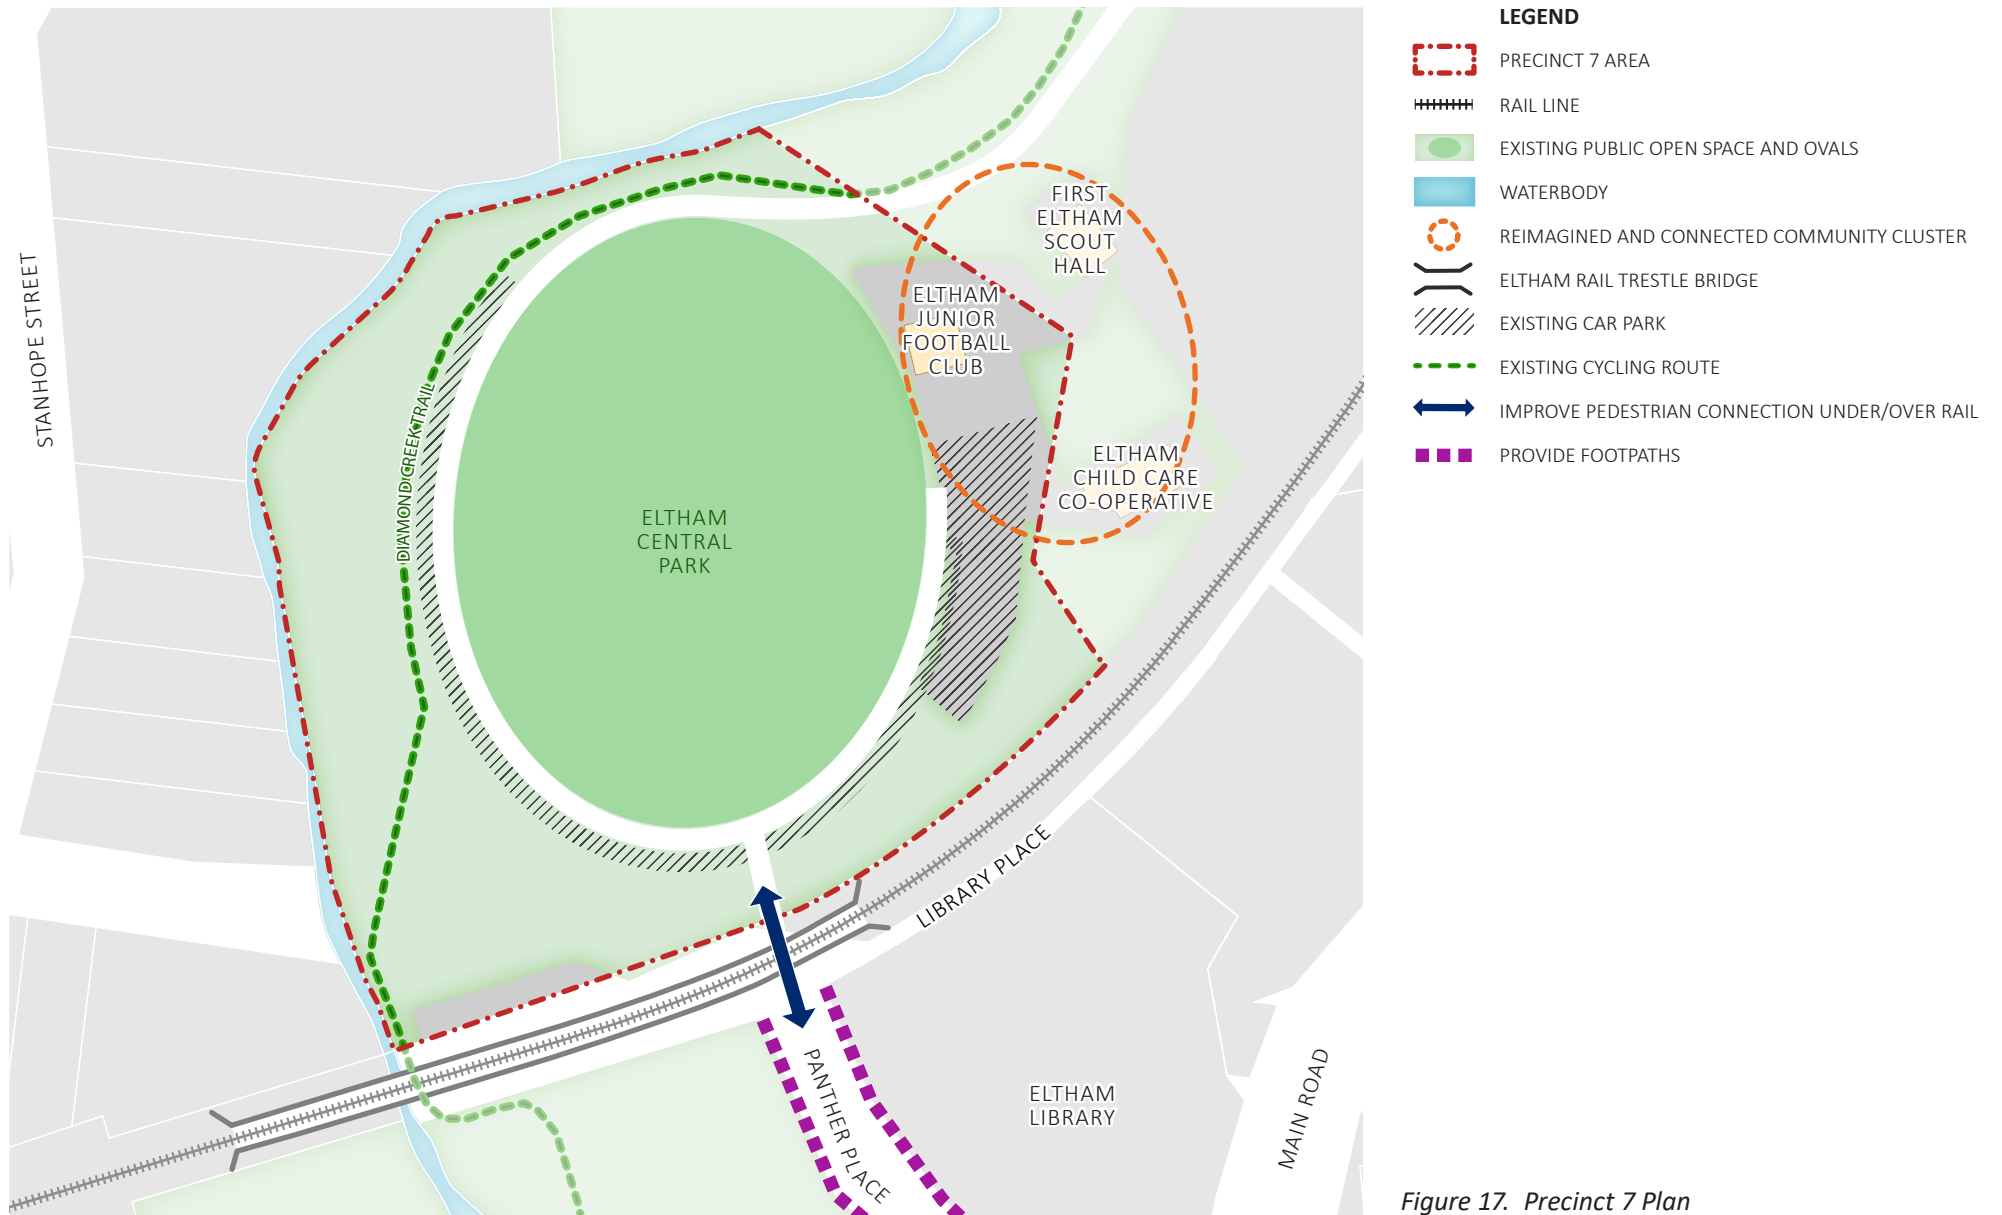 STANHOPE STREET
DIAMOND CREEK TRAIL
ELTHAM
CENTRAL
PARK
FIRST
ELTHAM
SCOUT
HALL
ELTHAM
JUNIOR
FOOTBALL
CLUB
ELTHAM
CHILD CARE
CO-OPERATIVE
LIBRARY PLACE
PANTHER PLACE
ELTHAM
LIBRARY
MAIN ROAD
LEGEND
PRECINCT 7 AREA
RAIL LINE
EXISTING PUBLIC OPEN SPACE AND OVALS
WATERBODY
REIMAGINED AND CONNECTED COMMUNITY CLUSTER
ELTHAM RAIL TRESTLE BRIDGE
EXISTING CAR PARK
EXISTING CYCLING ROUTE
IMPROVE PEDESTRIAN CONNECTION UNDER/OVER RAIL
PROVIDE FOOTPATHS
Figure 17. Precinct 7 Plan